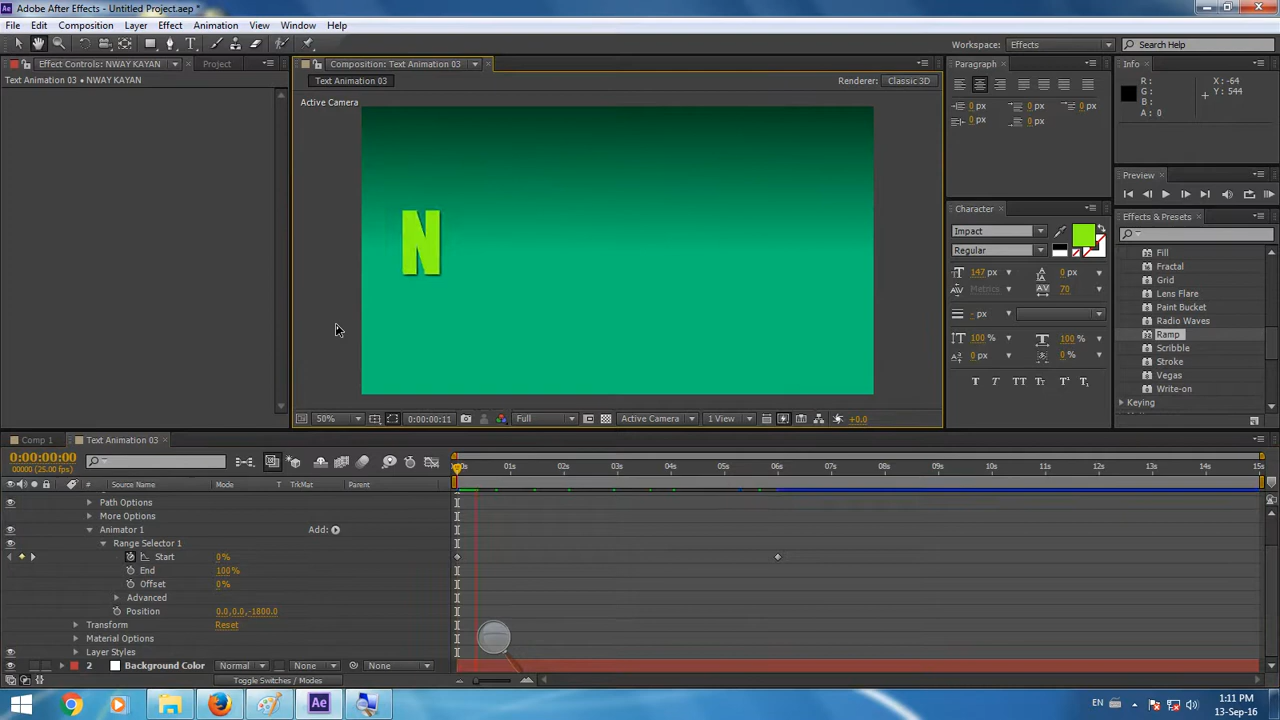 Adobe After Effects - Untitled Project.aep *
File Edit Composition Layer Effect Animation View Window Help
Workspace: Effects
Search Help
Effect Controls: NWAY KAYAN
Project
Text Animation 03 • NWAY KAYAN
Composition: Text Animation 03
Text Animation 03
Renderer: Classic 3D
Active Camera
N
50%
0:00:00:11
Full
Active Camera
1 View
+0.0
Paragraph
0 px
0 px
0 px
0 px
0 px
Info
R:
G:
B:
A: 0
X: -64
Y: 544
Preview
Character
Impact
Regular
147 px
0 px
Metrics
70
- px
100 %
100 %
0 px
0 %
T T TT Tт T¹ T₁
Effects & Presets
Fill
Fractal
Grid
Lens Flare
Paint Bucket
Radio Waves
Ramp
Scribble
Stroke
Vegas
Write-on
Keying
Comp 1
Text Animation 03
0:00:00:00
00000 (25.00 fps)
01s 02s 03s 04s 05s 06s 07s 08s 09s 10s 11s 12s 13s 14s 15s
Source Name
Mode
T TrkMat
Parent
Path Options
More Options
Animator 1
Add:
Range Selector 1
Start 0%
End 100%
Offset 0%
Advanced
Position 0.0,0.0,-1800.0
Transform Reset
Material Options
Layer Styles
2 Background Color Normal None None
Toggle Switches / Modes
EN
1:11 PM
13-Sep-16